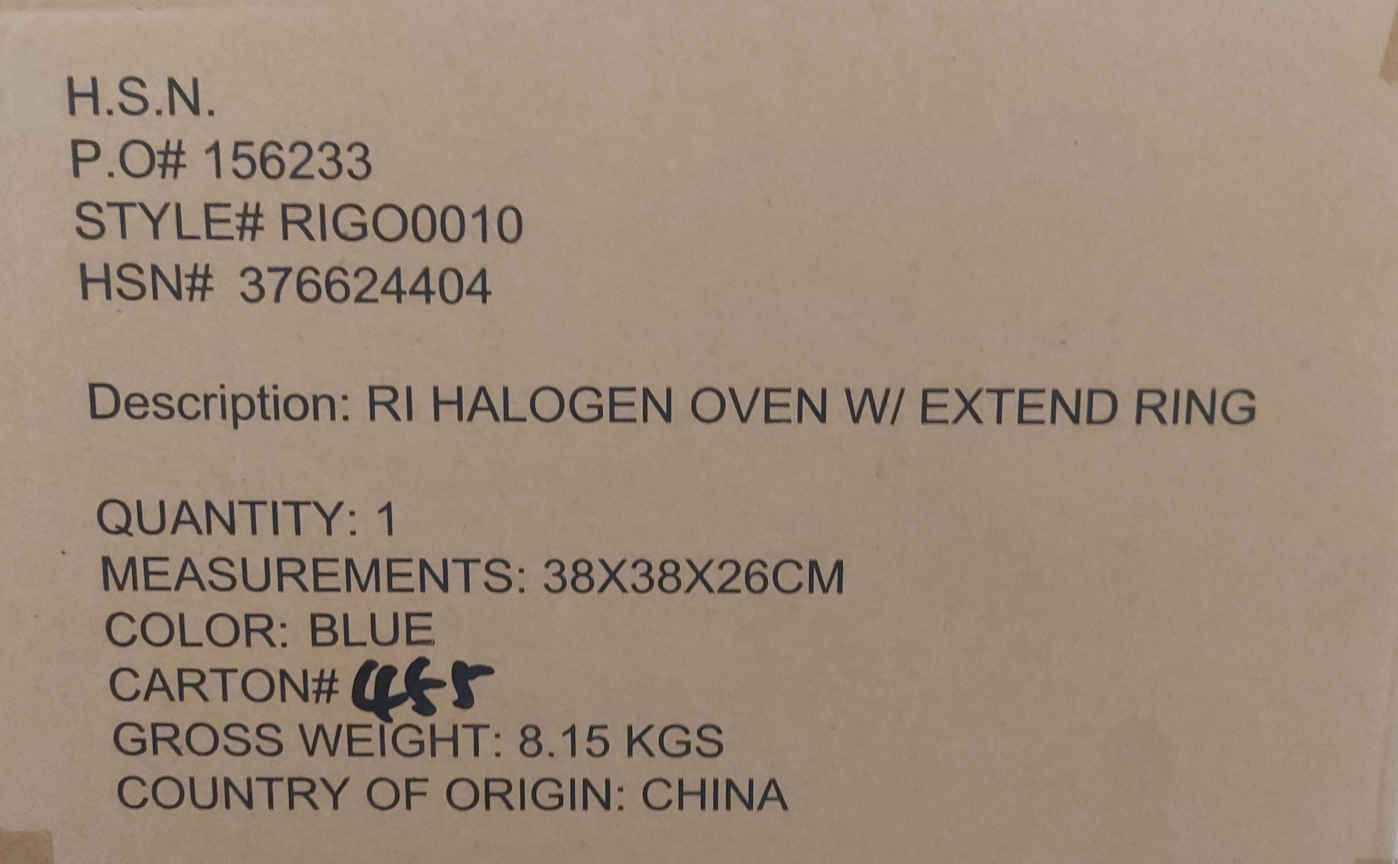 H.S.N.
P.O# 156233
STYLE# RIGO0010
HSN# 376624404
Description: RI HALOGEN OVEN W/ EXTEND RING
QUANTITY: 1
MEASUREMENTS: 38X38X26CM
COLOR: BLUE
CARTON# 455
GROSS WEIGHT: 8.15 KGS
COUNTRY OF ORIGIN: CHINA